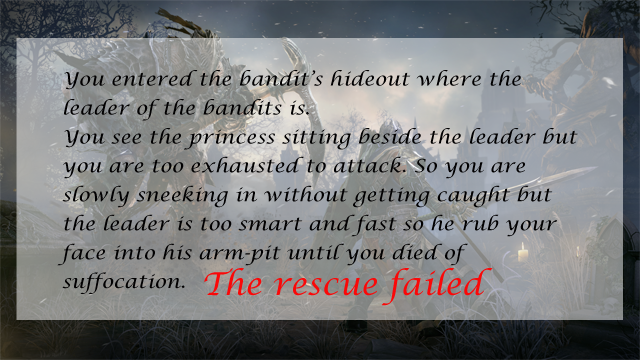 You entered the bandit's hideout where the
leader of the bandits is.
You see the princess sitting beside the leader but
you are too exhausted to attack. So you are
slowly sneeking in without getting caught but
the leader is too smart and fast so he rub your
face into his arm-pit until you died of
suffocation. The rescue failed